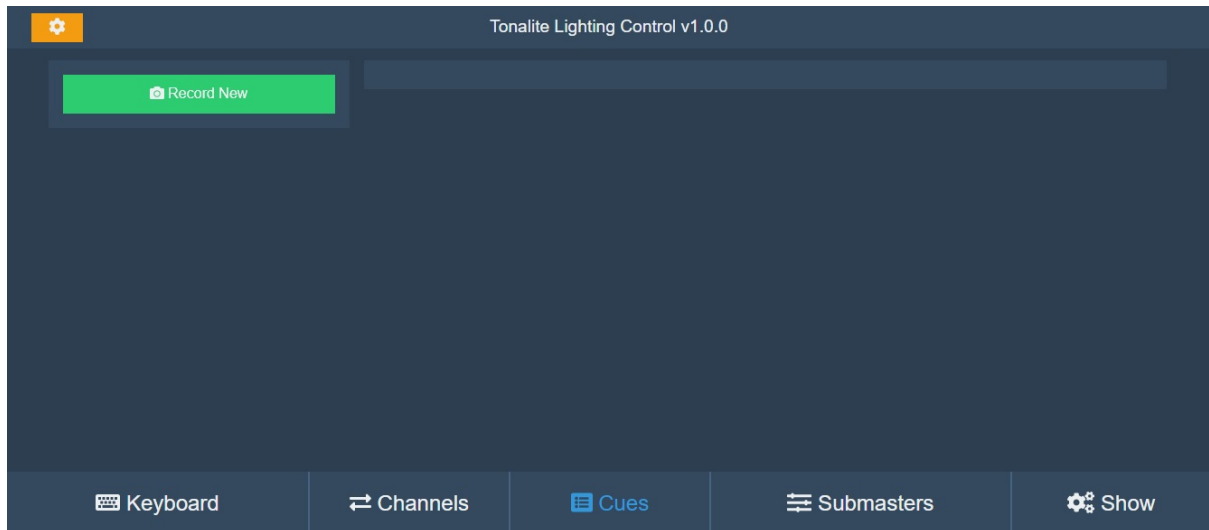 Tonalite Lighting Control v1.0.0
Record New
Keyboard Channels Cues Submasters Show